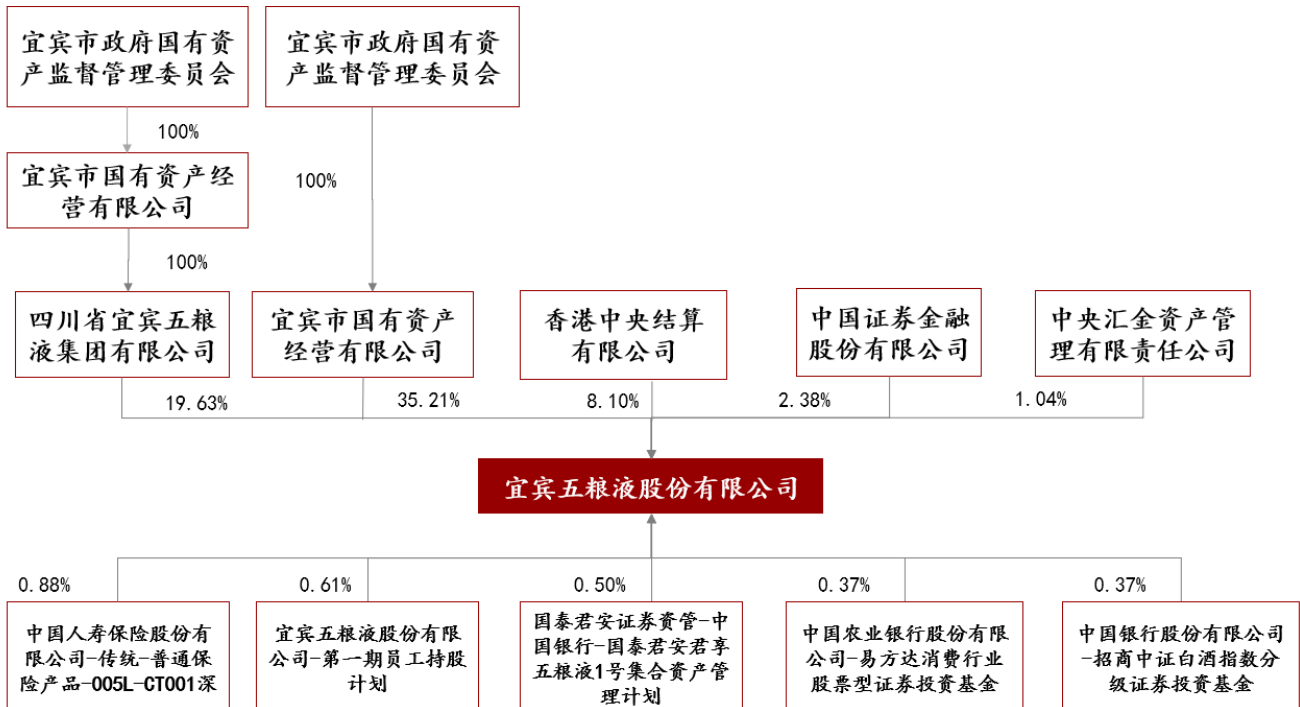 宜宾市政府国有资
产监督管理委员会
宜宾市政府国有资
产监督管理委员会
100%
宜宾市国有资产经
营有限公司
100%
100%
四川省宜宾五粮
液集团有限公司
宜宾市国有资产
经营有限公司
香港中央结算
有限公司
中国证券金融
股份有限公司
中央汇金资产管
理有限责任公司
19.63%
35.21%
8.10%
2.38%
1.04%
宜宾五粮液股份有限公司
0.88%
0.61%
0.50%
0.37%
0.37%
中国人寿保险股份有
限公司-传统-普通保
险产品-005L-CT001深
宜宾五粮液股份有限
公司-第一期员工持股
计划
国泰君安证券资管-中
国银行-国泰君安君享
五粮液1号集合资产管
理计划
中国农业银行股份有限
公司-易方达消费行业
股票型证券投资基金
中国银行股份有限公司
-招商中证白酒指数分
级证券投资基金